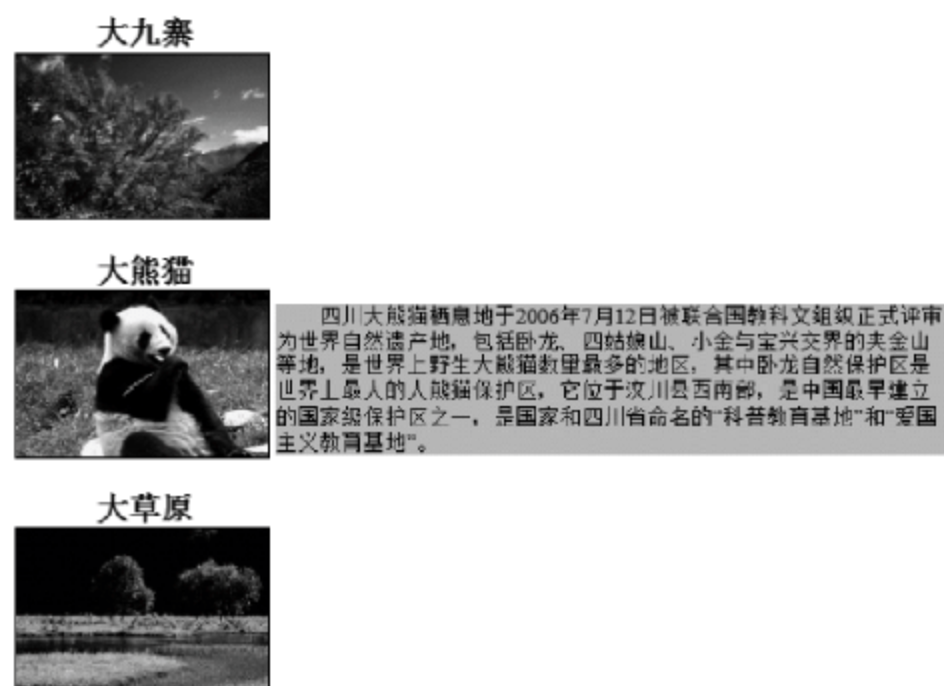 大九寨
大熊猫
四川大熊猫栖息地于2006年7月12日被联合国教科文组织正式评审
为世界自然遗产地，包括卧龙、四姑娘山、小金与宝兴交界的夹金山
等地，是世界上野生大熊猫数里最多的地区，其中卧龙自然保护区是
世界上最大的大熊猫保护区，它位于汶川县西南部，是中国最早建立
的国家级保护区之一，是国家和四川省命名的“科普教育基地”和“爱国
主义教育基地”。
大草原